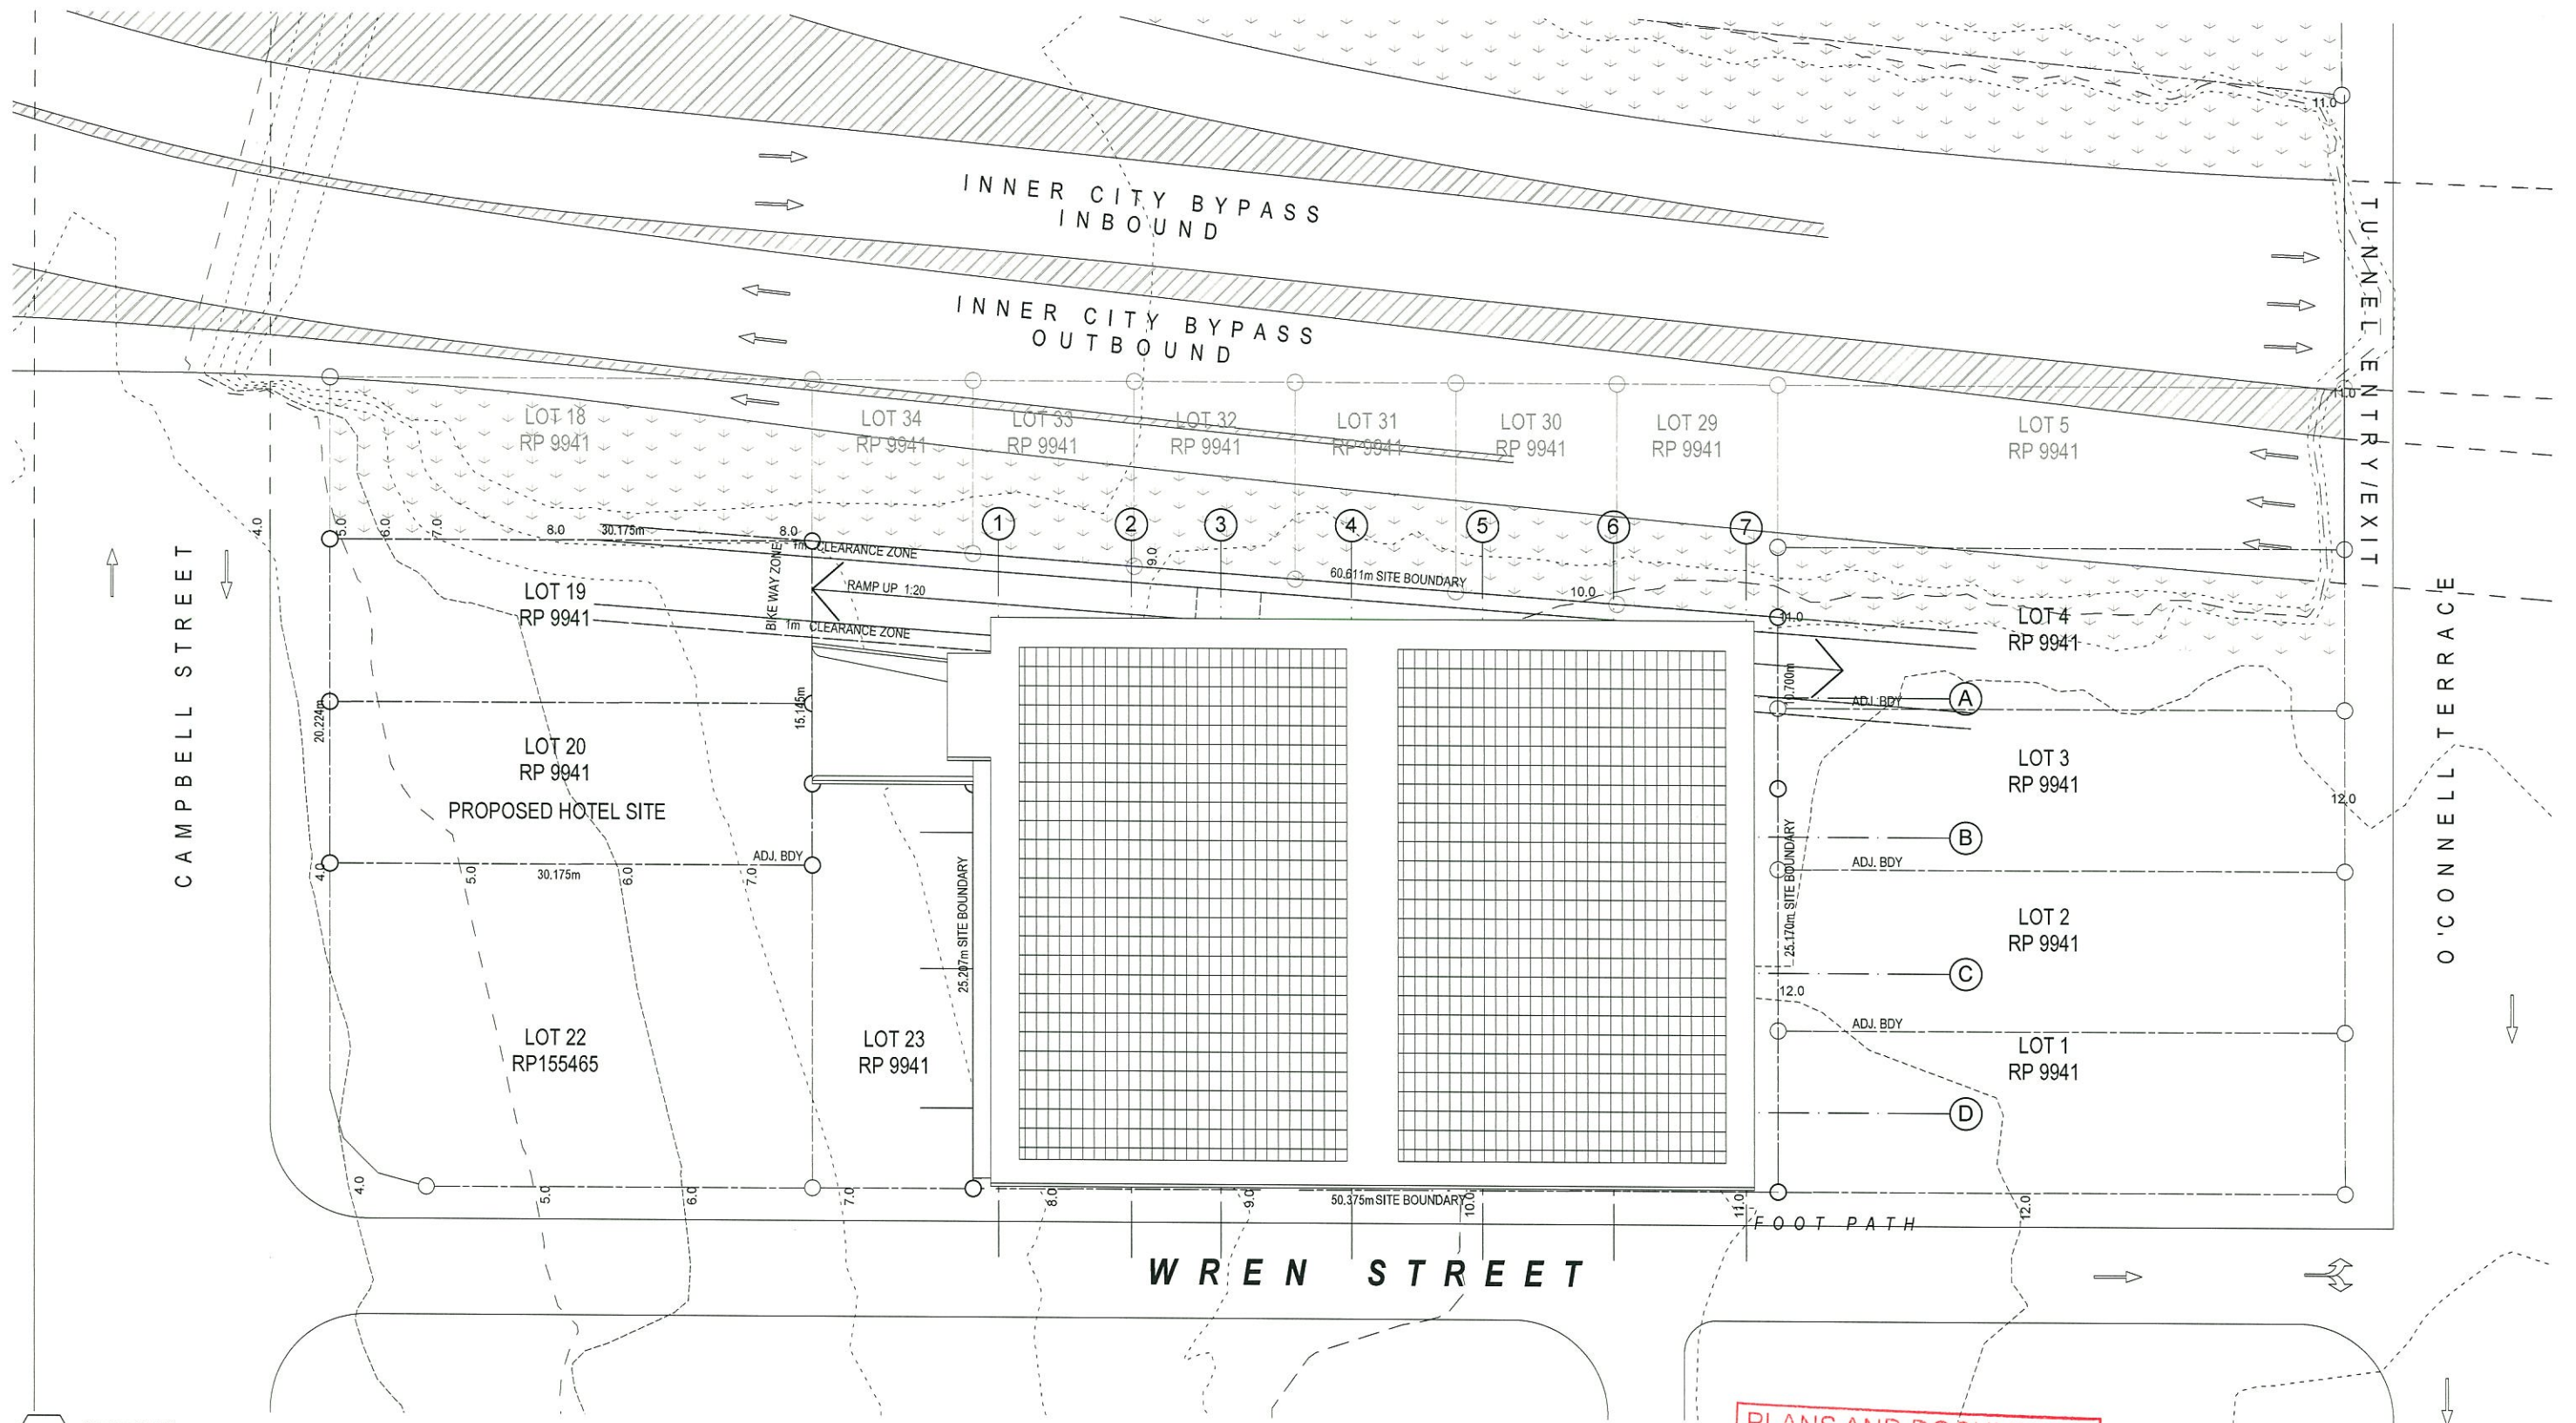 11.0
INNER CITY BYPASS
INBOUND
TUNNEL ENTRY/EXIT
INNER CITY BYPASS
OUTBOUND
11.0
LOT 18
RP 9941
LOT 34
RP 9941
LOT 33
RP 9941
LOT 32
RP 9941
LOT 31
RP 9941
LOT 30
RP 9941
LOT 29
RP 9941
LOT 5
RP 9941
4.0
5.0
6.0
7.0
8.0
30.175m
8.0
1
2
3
4
5
6
7
1m CLEARANCE ZONE
9.0
60.611m SITE BOUNDARY
10.0
BIKE WAY ZONE
RAMP UP 1:20
1m CLEARANCE ZONE
LOT 19
RP 9941
11.0
LOT 4
RP 9941
CAMPBELL STREET
O'CONNELL TERRACE
20.224m
15.145m
10.700m
ADJ. BDY
A
LOT 20
RP 9941
PROPOSED HOTEL SITE
LOT 3
RP 9941
12.0
B
ADJ. BDY
4.0
5.0
30.175m
6.0
7.0
ADJ. BDY
25.207m SITE BOUNDARY
25.170m SITE BOUNDARY
LOT 2
RP 9941
C
12.0
ADJ. BDY
LOT 22
RP155465
LOT 23
RP 9941
LOT 1
RP 9941
D
4.0
5.0
6.0
7.0
8.0
9.0
50.375m SITE BOUNDARY
10.0
11.0
12.0
FOOT PATH
WREN STREET
PLANS AND